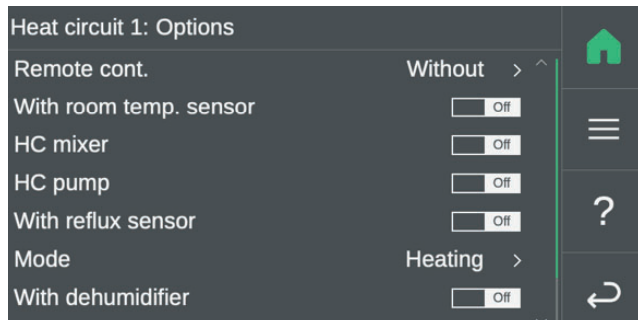 Heat circuit 1: Options
Remote cont. Without >
With room temp. sensor Off
HC mixer Off
HC pump Off
With reflux sensor Off
?
Mode Heating >
With dehumidifier Off